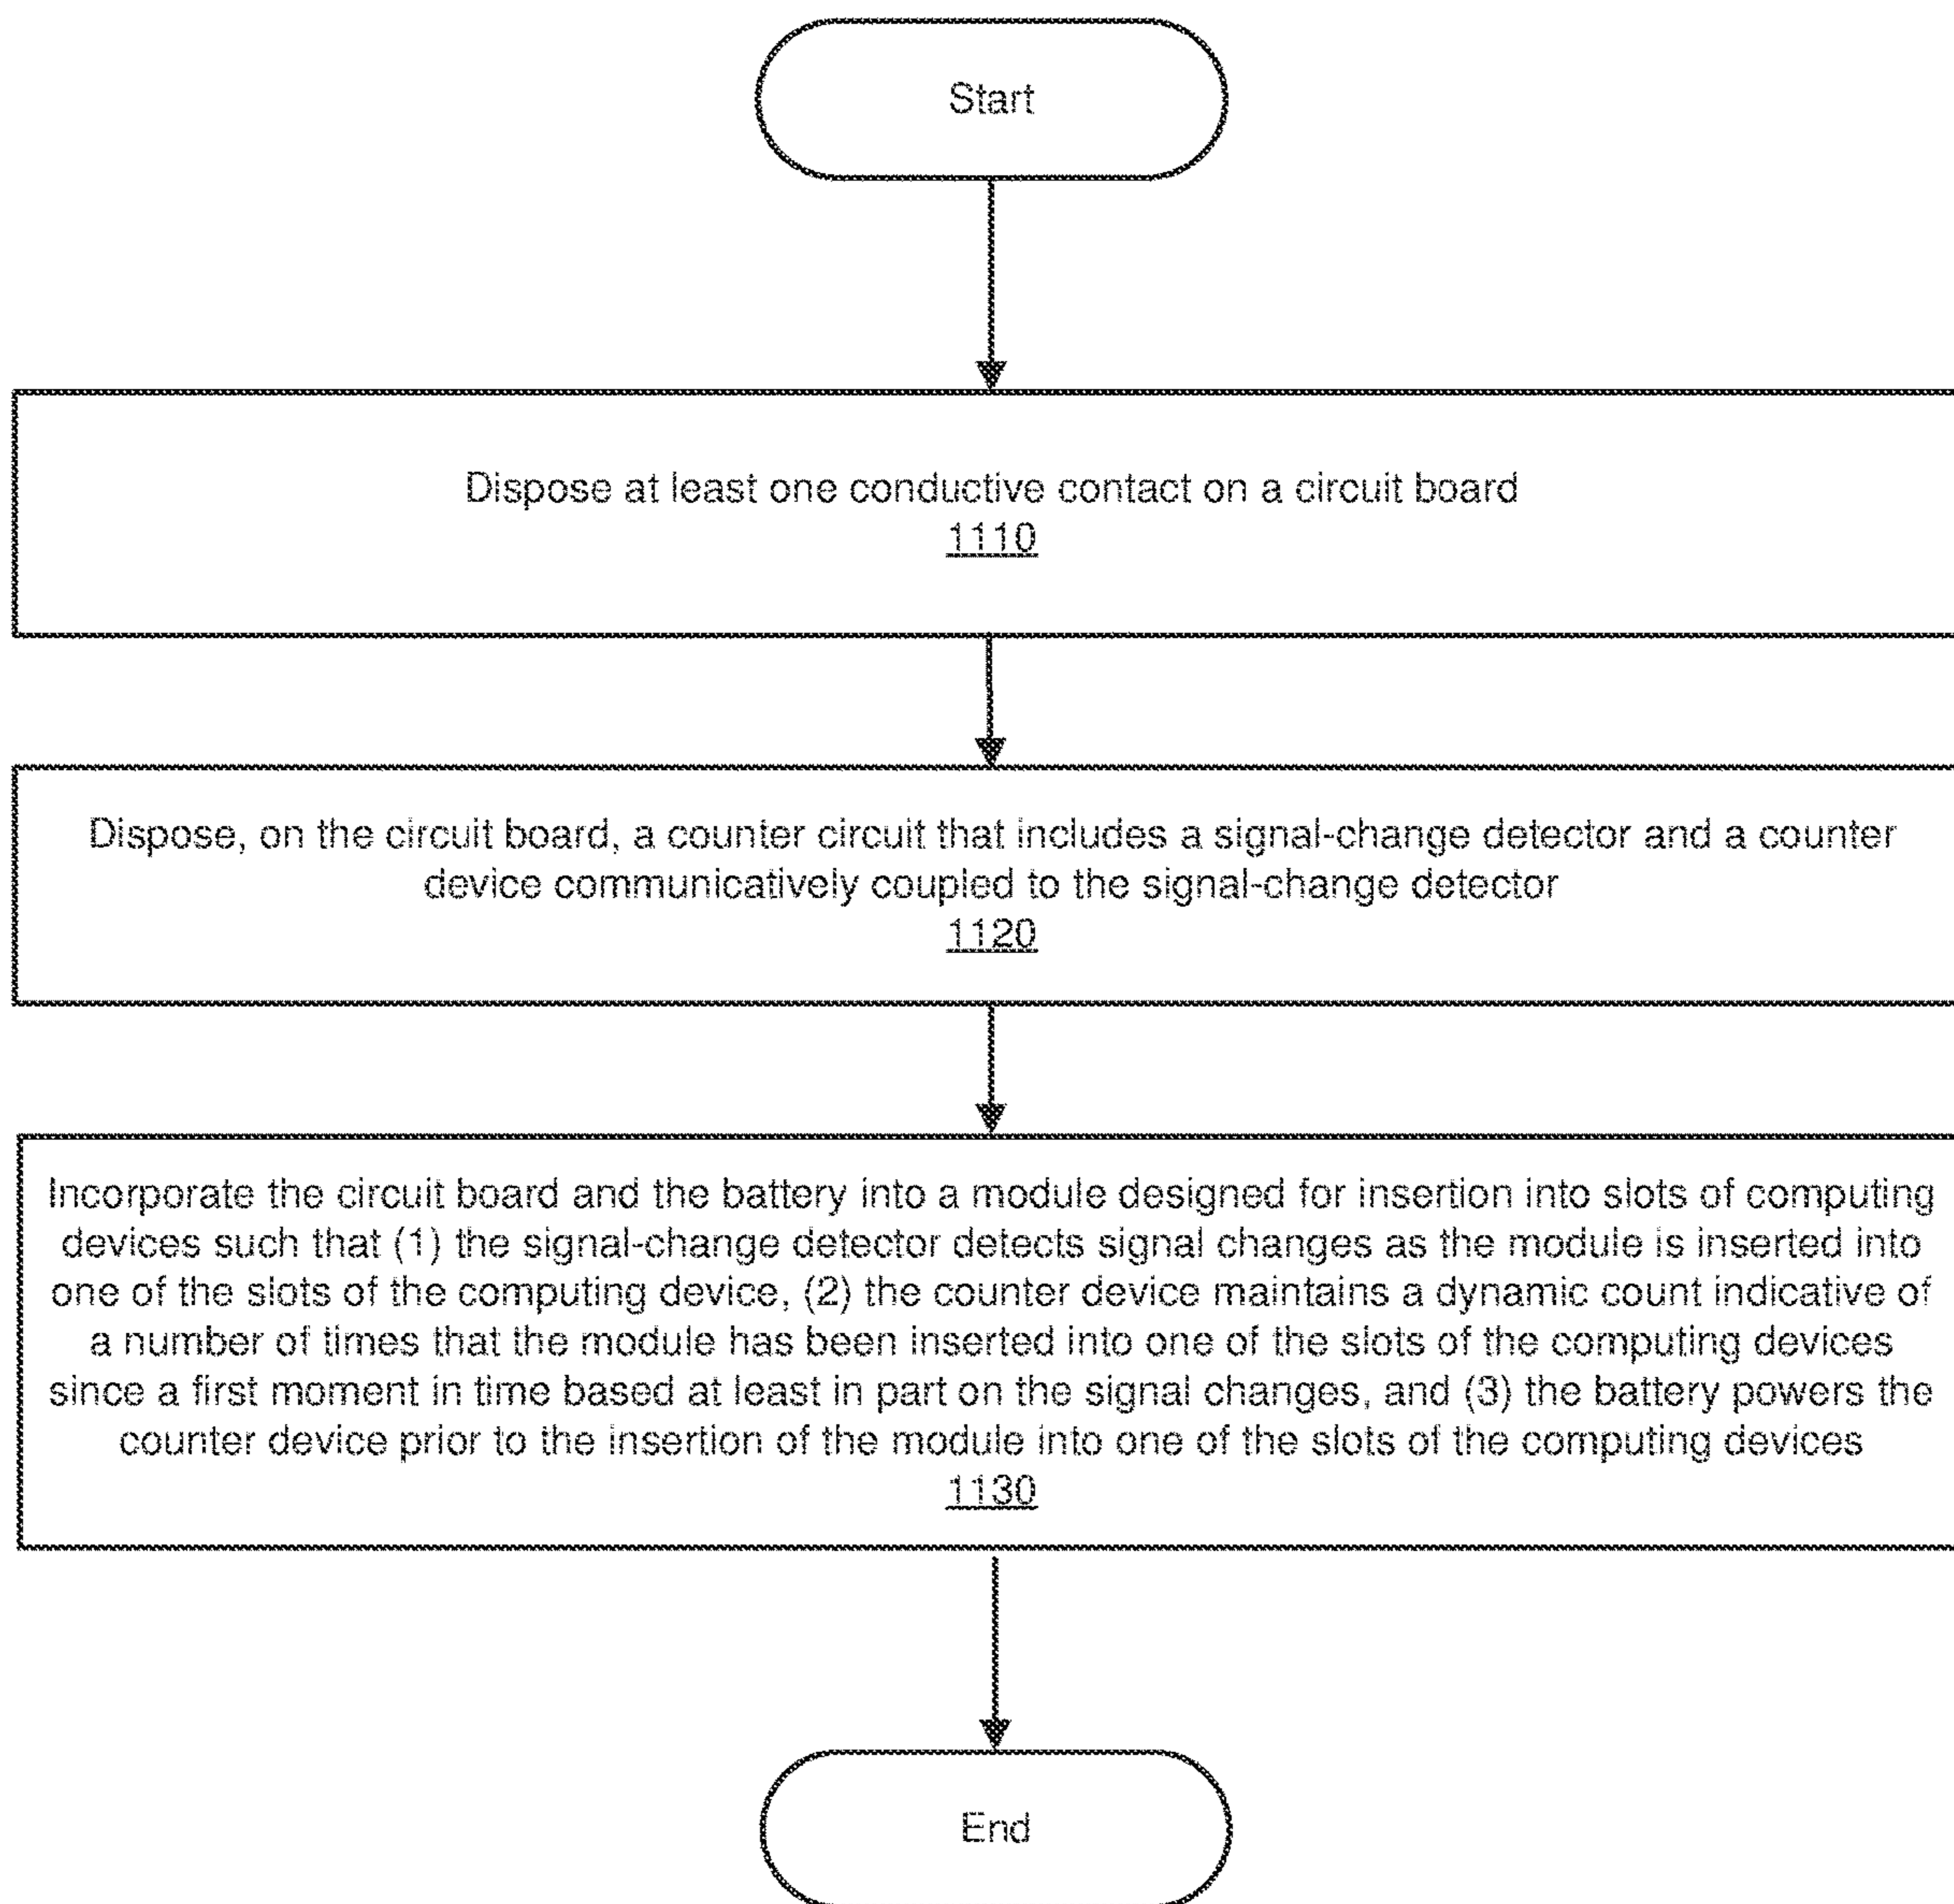 Start
Dispose at least one conductive contact on a circuit board
1110
Dispose, on the circuit board, a counter circuit that includes a signal-change detector and a counter
device communicatively coupled to the signal-change detector
1120
Incorporate the circuit board and the battery into a module designed for insertion into slots of computing
devices such that (1) the signal-change detector detects signal changes as the module is inserted into
one of the slots of the computing device, (2) the counter device maintains a dynamic count indicative of
a number of times that the module has been inserted into one of the slots of the computing devices
since a first moment in time based at least in part on the signal changes, and (3) the battery powers the
counter device prior to the insertion of the module into one of the slots of the computing devices
1130
End